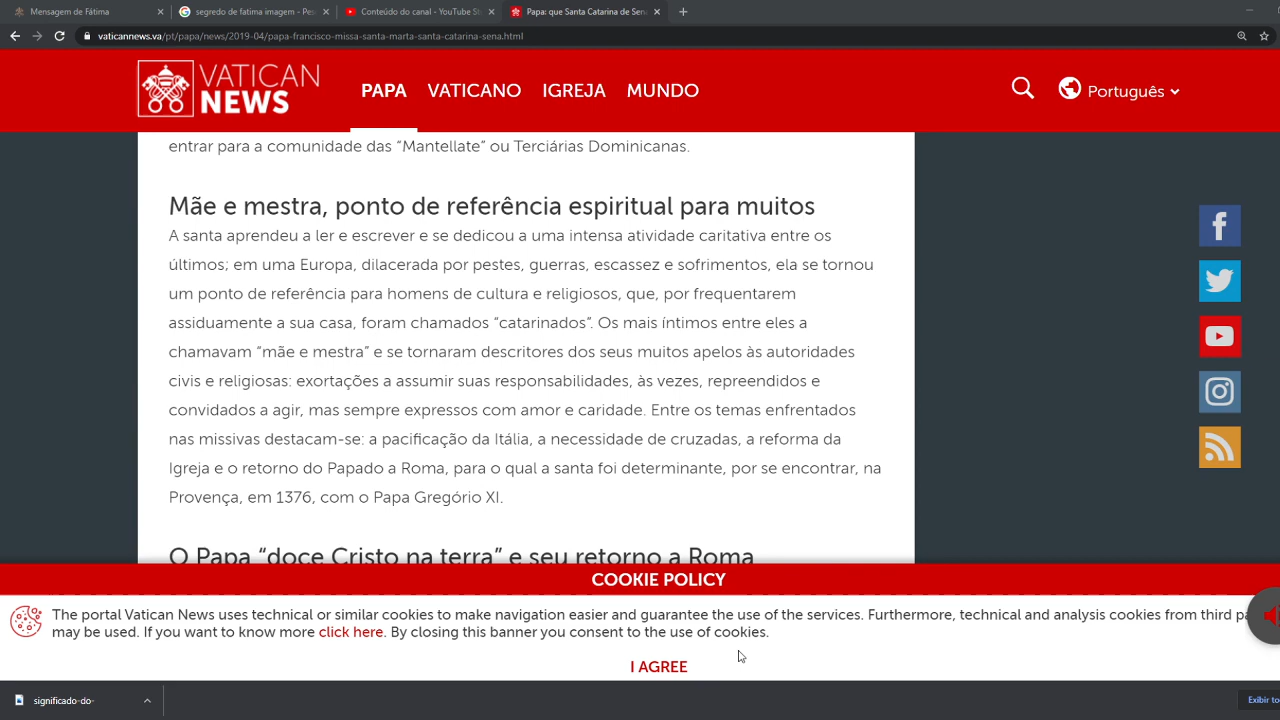 Mensagem de Fátima
segredo de fatima imagem - Pes
Conteúdo do canal - YouTube St
Papa: que Santa Catarina de Sen
vaticannews.va/pt/papa/news/2019-04/papa-francisco-missa-santa-marta-santa-catarina-sena.html
VATICAN
NEWS
PAPA VATICANO IGREJA MUNDO
Português
entrar para a comunidade das “Mantellate” ou Terciárias Dominicanas.
Mãe e mestra, ponto de referência espiritual para muitos
A santa aprendeu a ler e escrever e se dedicou a uma intensa atividade caritativa entre os
últimos; em uma Europa, dilacerada por pestes, guerras, escassez e sofrimentos, ela se tornou
um ponto de referência para homens de cultura e religiosos, que, por frequentarem
assiduamente a sua casa, foram chamados “catarinados”. Os mais íntimos entre eles a
chamavam “mãe e mestra” e se tornaram descritores dos seus muitos apelos às autoridades
civis e religiosas: exortações a assumir suas responsabilidades, às vezes, repreendidos e
convidados a agir, mas sempre expressos com amor e caridade. Entre os temas enfrentados
nas missivas destacam-se: a pacificação da Itália, a necessidade de cruzadas, a reforma da
Igreja e o retorno do Papado a Roma, para o qual a santa foi determinante, por se encontrar, na
Provença, em 1376, com o Papa Gregório XI.
O Papa “doce Cristo na terra” e seu retorno a Roma
COOKIE POLICY
The portal Vatican News uses technical or similar cookies to make navigation easier and guarantee the use of the services. Furthermore, technical and analysis cookies from third pa
may be used. If you want to know more click here. By closing this banner you consent to the use of cookies.
I AGREE
significado-do-
Exibir to